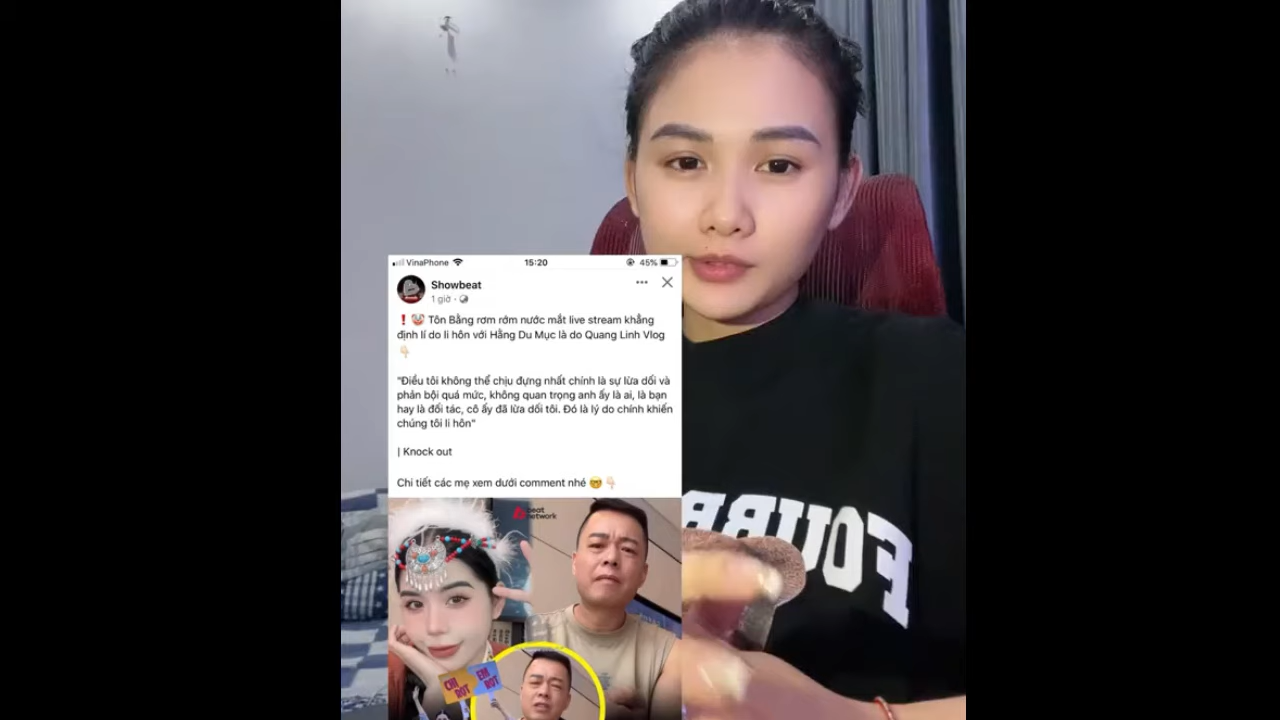 VinaPhone 15:20 45%
Showbeat
1 giờ ·
❗🤡 Tôn Bằng rơm rớm nước mắt live stream khẳng
định lí do li hôn với Hằng Du Mục là do Quang Linh Vlog
👇🏻
"Điều tôi không thể chịu đựng nhất chính là sự lừa dối và
phản bội quá mức, không quan trọng anh ấy là ai, là bạn
hay là đối tác, cô ấy đã lừa dối tôi. Đó là lý do chính khiến
chúng tôi li hôn"
| Knock out
Chi tiết các mẹ xem dưới comment nhé 🤓👇🏻
beat
network
CHỊ
BOT
EM
BOT